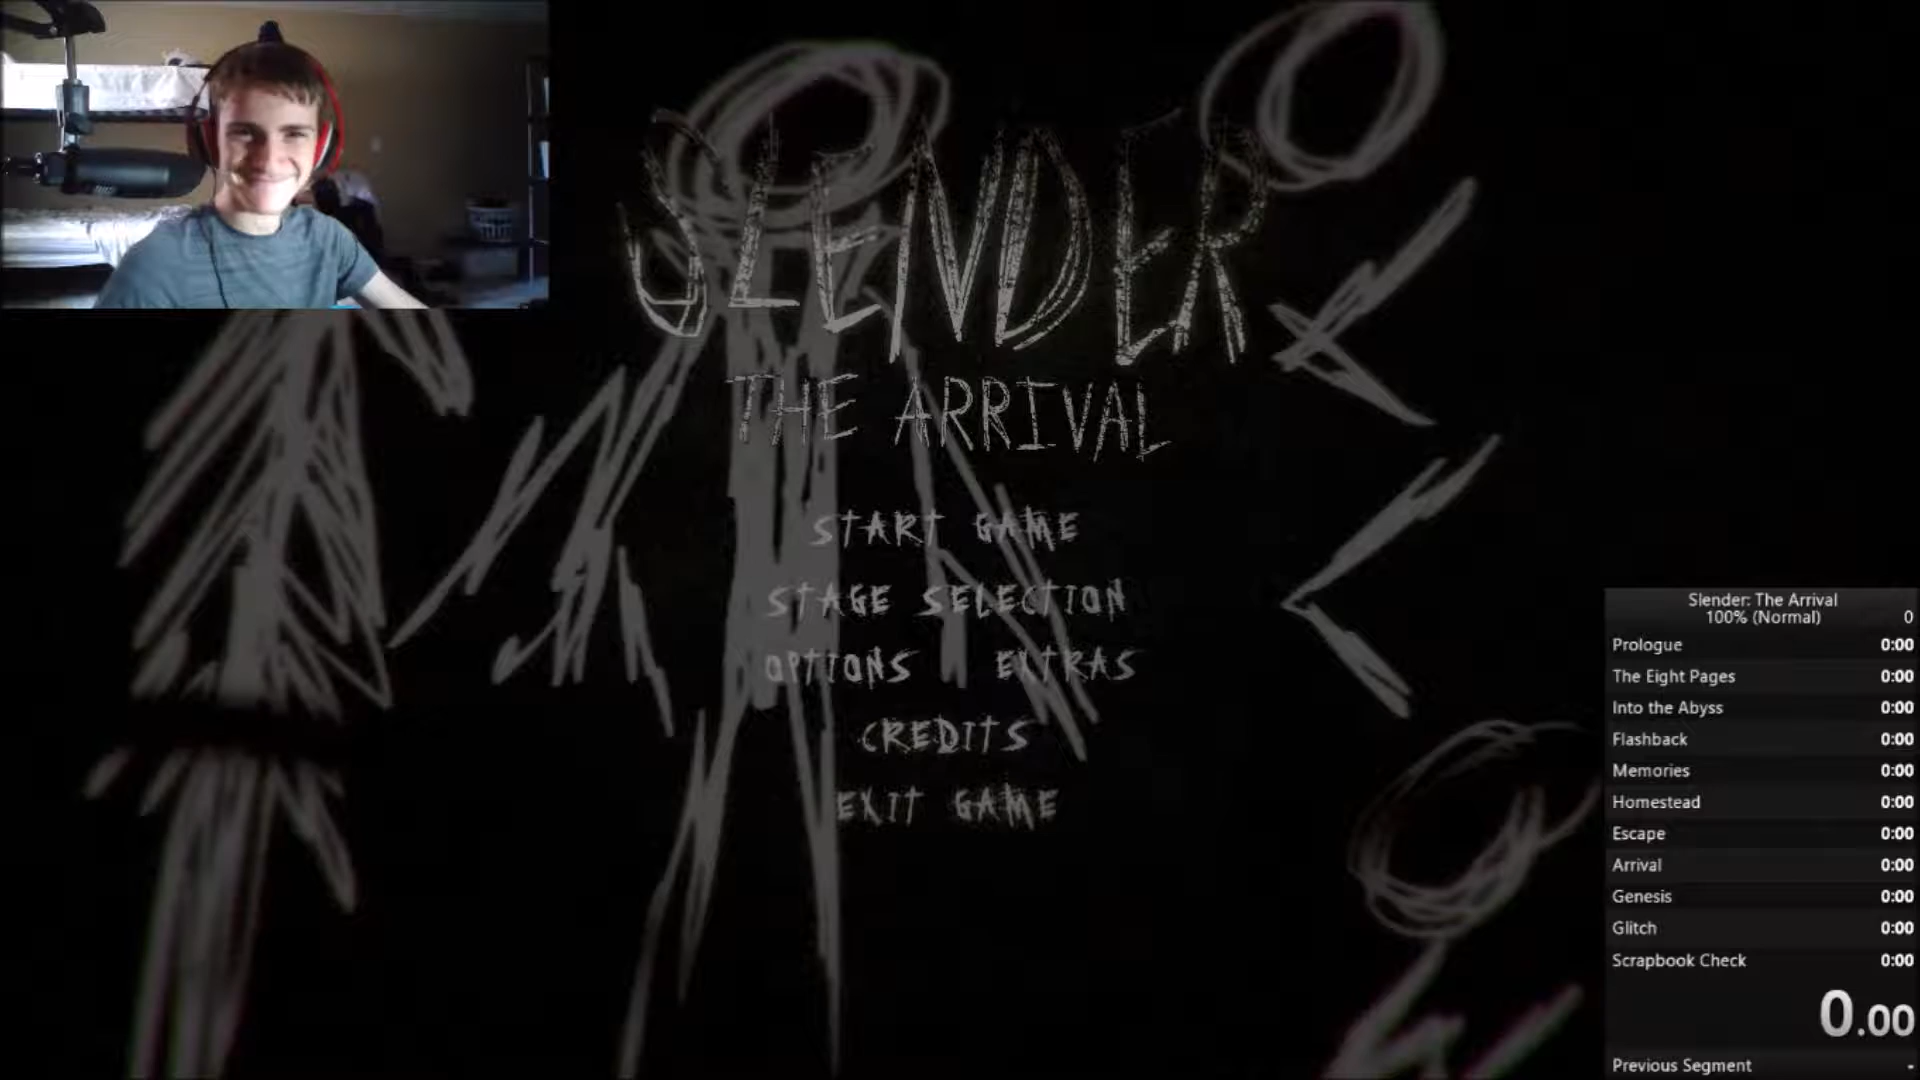 SLENDER
THE ARRIVAL
START GAME
STAGE SELECTION
OPTIONS EXTRAS
CREDITS
EXIT GAME
Slender: The Arrival
100% (Normal) 0
Prologue 0:00
The Eight Pages 0:00
Into the Abyss 0:00
Flashback 0:00
Memories 0:00
Homestead 0:00
Escape 0:00
Arrival 0:00
Genesis 0:00
Glitch 0:00
Scrapbook Check 0:00
0.00
Previous Segment -